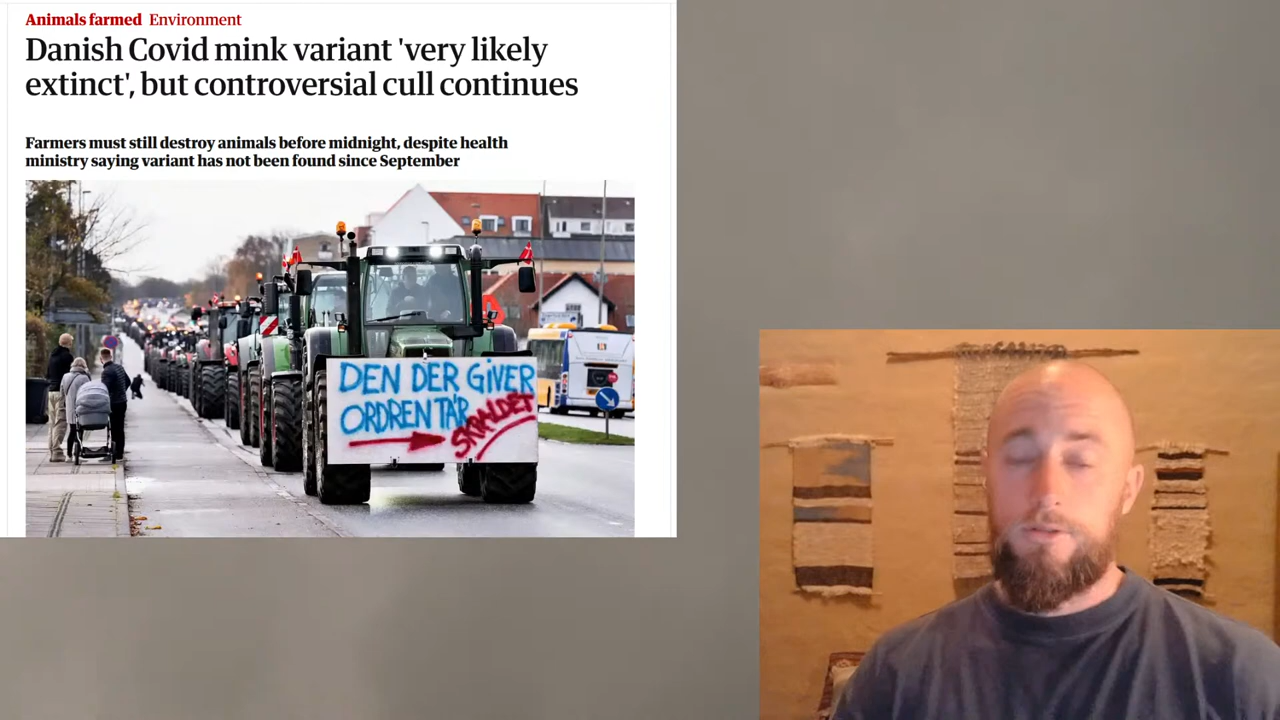 Animals farmed Environment
Danish Covid mink variant 'very likely
extinct', but controversial cull continues
Farmers must still destroy animals before midnight, despite health
ministry saying variant has not been found since September
DEN DER GIVER
ORDREN TAR
SKRALDET